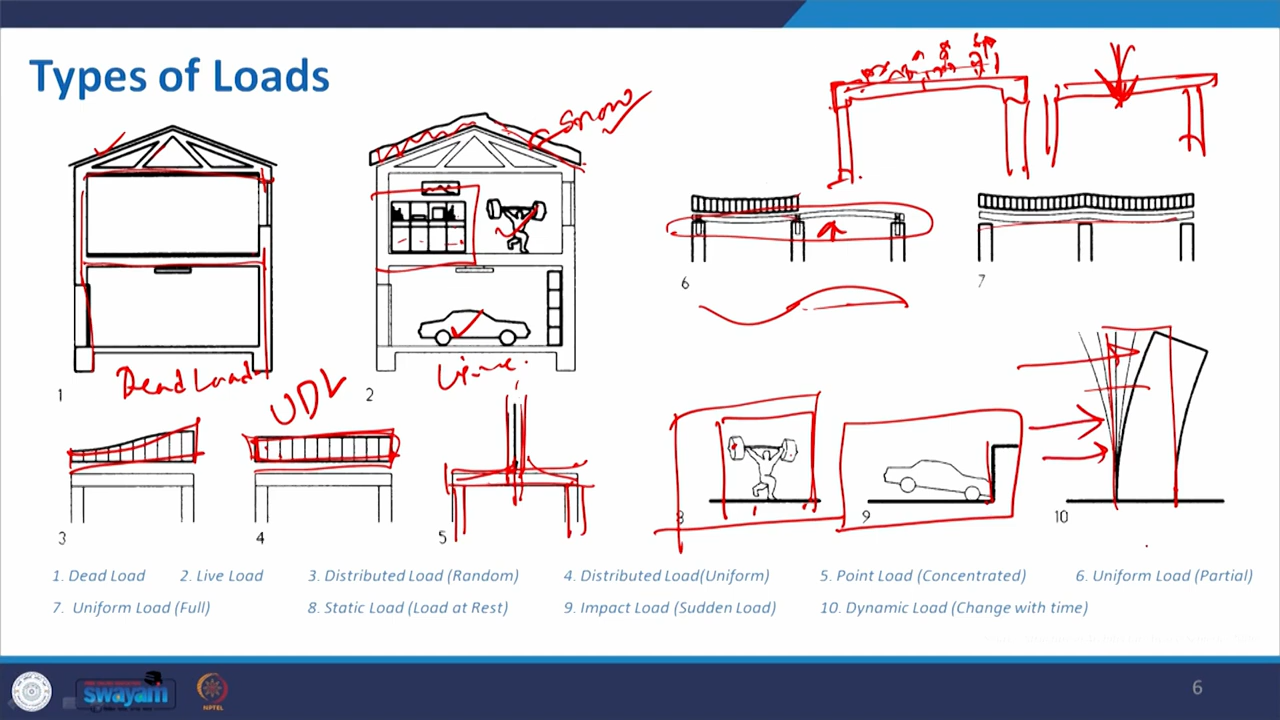 Types of Loads
Snow
1
Dead Load
2
6
7
UDL
3
4
5
8
9
10
1. Dead Load 2. Live Load 3. Distributed Load(Random) 4. Distributed Load(Uniform) 5. Point Load (Concentrated) 6. Uniform Load (Partial)
7. Uniform Load (Full) 8. Static Load (Load at Rest) 9. Impact Load (Sudden Load) 10. Dynamic Load (Change with time)
swayam
NPTEL
6